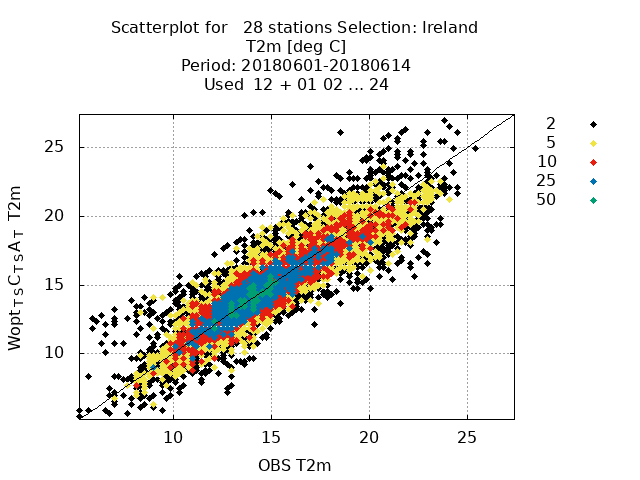 Scatterplot for 28 stations Selection: Ireland
T2m [deg C]
Period: 20180601-20180614
Used 12 + 01 02 ... 24
2
5
10
25
50
25
20
15
10
Wopt T S C T S A T T2m
10 15 20 25
OBS T2m